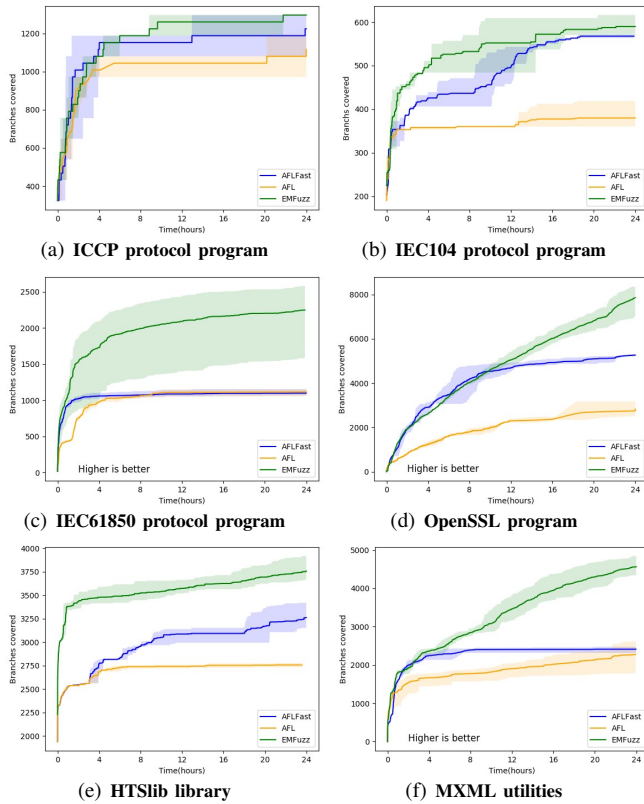 Branches covered
1200
1000
800
600
400
0 4 8 12 16 20 24
Time(hours)
AFLFast
AFL
EMFuzz
(a) ICCP protocol program
Branchs covered
600
500
400
300
200
0 4 8 12 16 20 24
Time(hours)
AFLFast
AFL
EMFuzz
(b) IEC104 protocol program
Branches covered
2500
2000
1500
1000
500
0
0 4 8 12 16 20 24
Time(hours)
Higher is better
AFLFast
AFL
EMFuzz
(c) IEC61850 protocol program
Branches covered
8000
6000
4000
2000
0
0 4 8 12 16 20 24
Time(hours)
Higher is better
AFLFast
AFL
EMFuzz
(d) OpenSSL program
Branches covered
3750
3500
3250
3000
2750
2500
2250
2000
0 4 8 12 16 20 24
Time(hours)
AFLFast
AFL
EMFuzz
(e) HTSlib library
Branches covered
5000
4000
3000
2000
1000
0
0 4 8 12 16 20 24
Time(hours)
Higher is better
AFLFast
AFL
EMFuzz
(f) MXML utilities